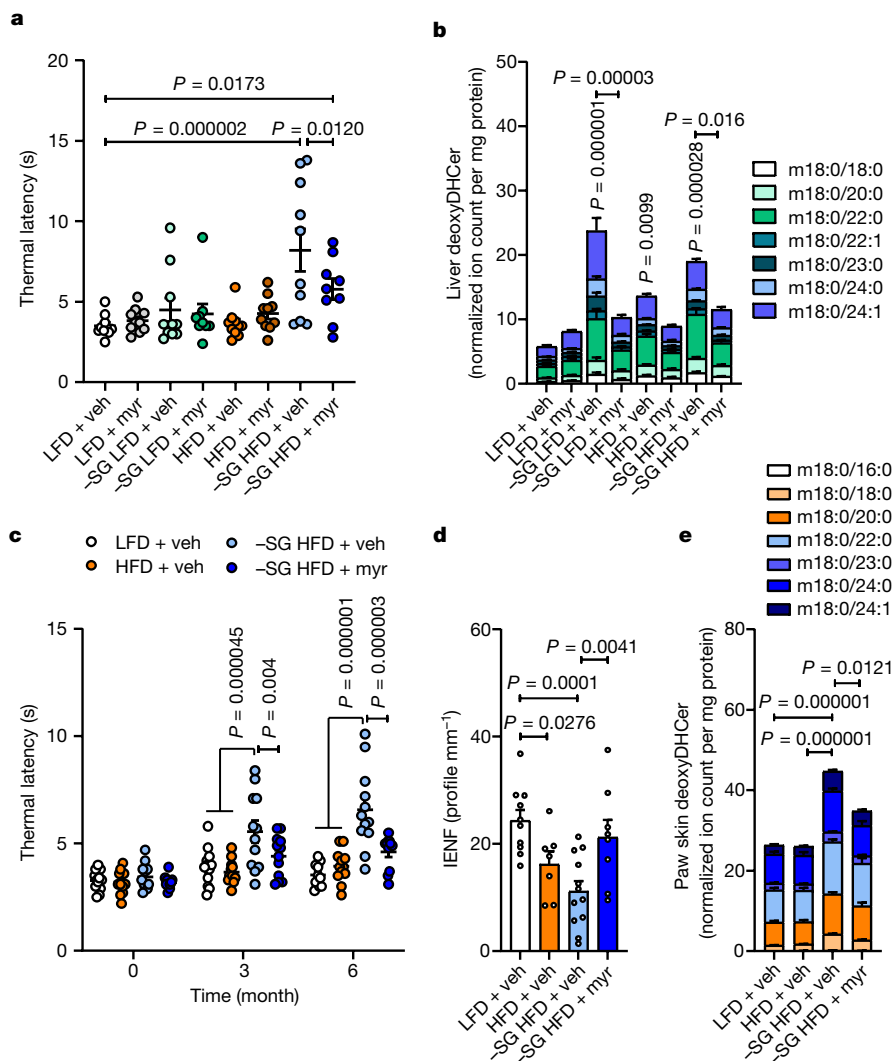 a
Thermal latency (s)
20
15
10
5
0
P = 0.0173
P = 0.000002
P = 0.0120
LFD + veh
LFD + myr
–SG LFD + veh
–SG LFD + myr
HFD + veh
HFD + myr
–SG HFD + veh
–SG HFD + myr
b
Liver deoxyDHCer
(normalized ion count per mg protein)
50
40
30
20
10
0
P = 0.00003
P = 0.000001
P = 0.0099
P = 0.000028
P = 0.016
LFD + veh
LFD + myr
–SG LFD + veh
–SG LFD + myr
HFD + veh
HFD + myr
–SG HFD + veh
–SG HFD + myr
m18:0/18:0
m18:0/20:0
m18:0/22:0
m18:0/22:1
m18:0/23:0
m18:0/24:0
m18:0/24:1
c
LFD + veh
HFD + veh
–SG HFD + veh
–SG HFD + myr
Thermal latency (s)
15
10
5
0
P = 0.000045
P = 0.004
P = 0.000001
P = 0.000003
0
3
6
Time (month)
d
IENF (profile mm⁻¹)
60
40
20
0
P = 0.0041
P = 0.0001
P = 0.0276
LFD + veh
HFD + veh
–SG HFD + veh
–SG HFD + myr
e
m18:0/16:0
m18:0/18:0
m18:0/20:0
m18:0/22:0
m18:0/23:0
m18:0/24:0
m18:0/24:1
Paw skin deoxyDHCer
(normalized ion count per mg protein)
80
60
40
20
0
P = 0.0121
P = 0.000001
P = 0.000001
LFD + veh
HFD + veh
–SG HFD + veh
–SG HFD + myr